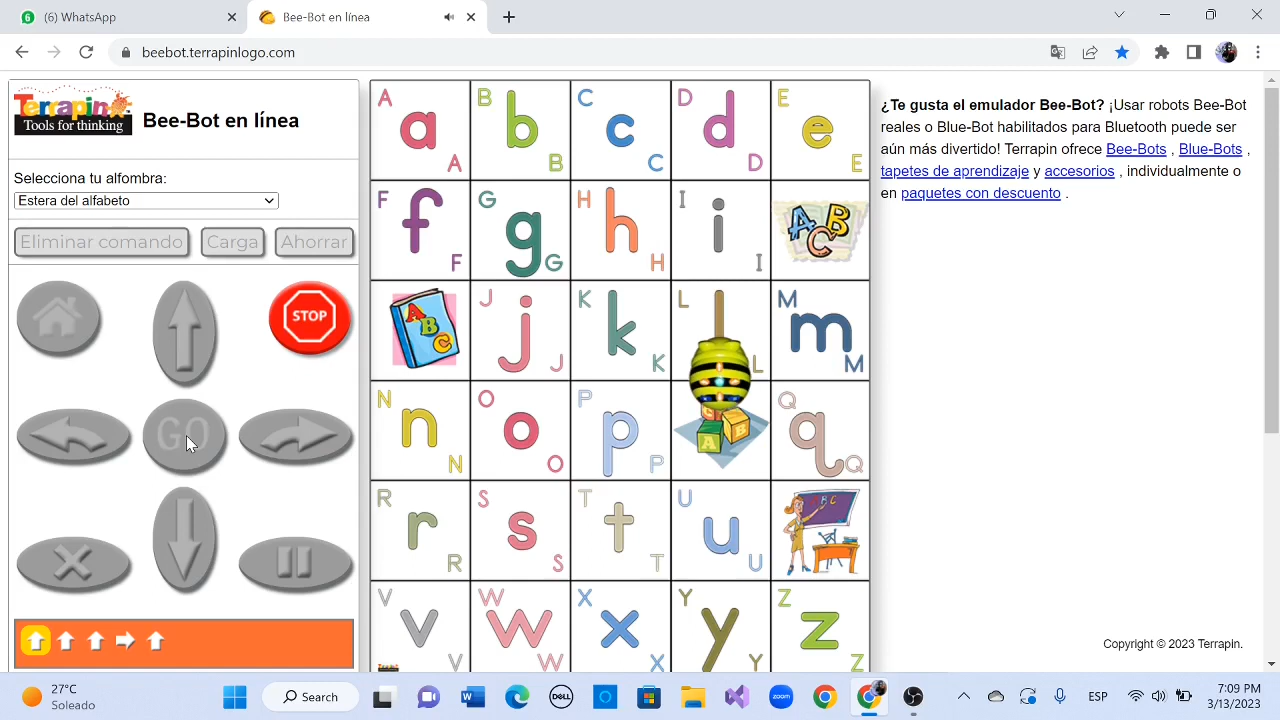 (6) WhatsApp
Bee-Bot en línea
beebot.terrapinlogo.com
Terrapin
Tools for thinking
Bee-Bot en línea
Selecciona tu alfombra:
Estera del alfabeto
Eliminar comando Carga Ahorrar
STOP
GO
A a A
B b B
C c C
D d D
E e E
F f F
G g G
H h H
I i I
A B C
A B C
J j J
K k K
L l L
M m M
N n N
O o O
P p P
C B A
Q q Q
R r R
S s S
T t T
U u U
B C
V v V
W w W
X x X
Y y Y
Z z Z
¿Te gusta el emulador Bee-Bot? ¡Usar robots Bee-Bot
reales o Blue-Bot habilitados para Bluetooth puede ser
aún más divertido! Terrapin ofrece Bee-Bots , Blue-Bots ,
tapetes de aprendizaje y accesorios , individualmente o
en paquetes con descuento .
Copyright © 2023 Terrapin.
27°C
Soleado
Search
DELL
zoom
ESP
7:09 PM
3/13/2023